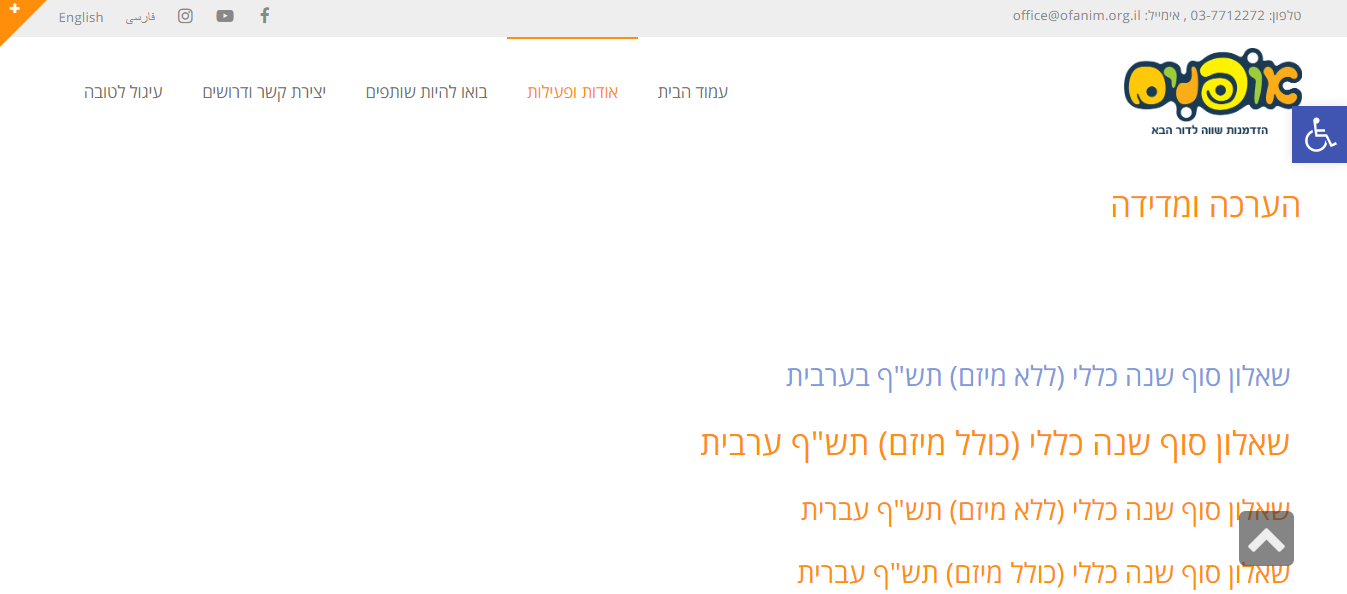 טלפון: 03-7712272 , אימייל: office@ofanim.org.il
English فارسی
אופנים
הזדמנות שווה לדור הבא
עמוד הבית אודות ופעילות בואו להיות שותפים יצירת קשר ודרושים עיגול לטובה
הערכה ומדידה
שאלון סוף שנה כללי (ללא מיזם) תש"ף בערבית
שאלון סוף שנה כללי (כולל מיזם) תש"ף ערבית
שאלון סוף שנה כללי (ללא מיזם) תש"ף עברית
שאלון סוף שנה כללי (כולל מיזם) תש"ף עברית